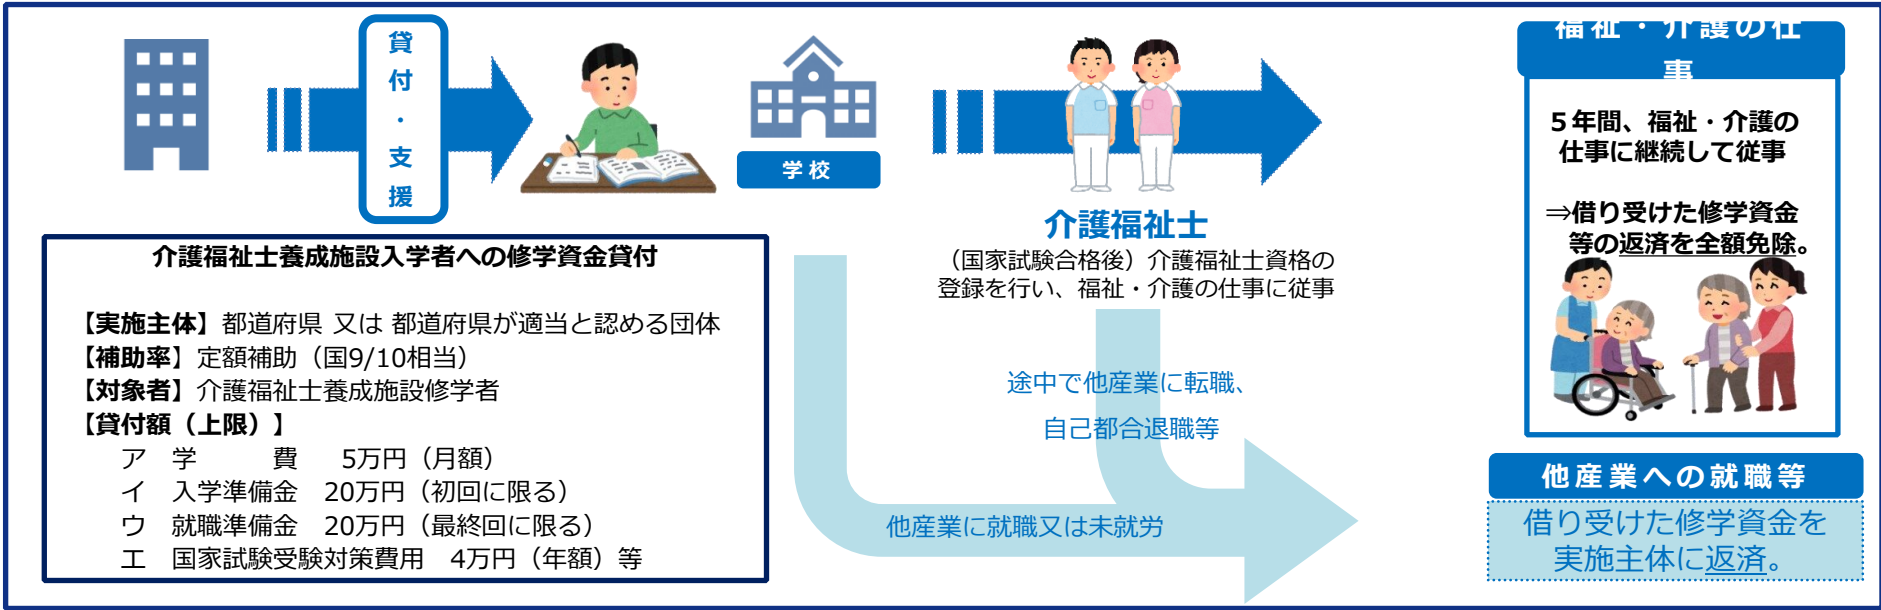 貸付・支援
学校
介護福祉士
（国家試験合格後）介護福祉士資格の
登録を行い、福祉・介護の仕事に従事
福祉・介護の仕
事
５年間、福祉・介護の
仕事に継続して従事
⇒借り受けた修学資金
等の返済を全額免除。
介護福祉士養成施設入学者への修学資金貸付
【実施主体】都道府県 又は 都道府県が適当と認める団体
【補助率】定額補助（国9/10相当）
【対象者】介護福祉士養成施設修学者
【貸付額（上限）】
ア　学　　　費　 5万円（月額）
イ　入学準備金　20万円（初回に限る）
ウ　就職準備金　20万円（最終回に限る）
エ　国家試験受験対策費用　4万円（年額）等
途中で他産業に転職、
自己都合退職等
他産業に就職又は未就労
他産業への就職等
借り受けた修学資金を
実施主体に返済。